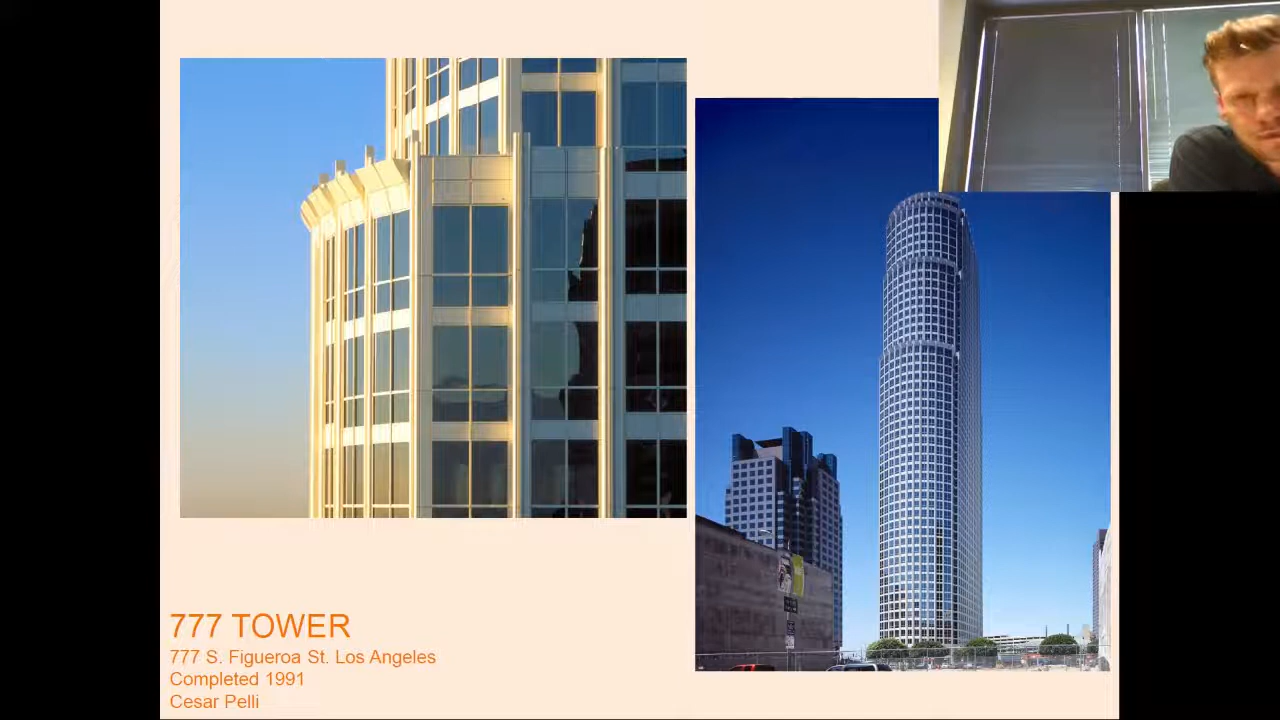 777 TOWER
777 S. Figueroa St. Los Angeles
Completed 1991
Cesar Pelli